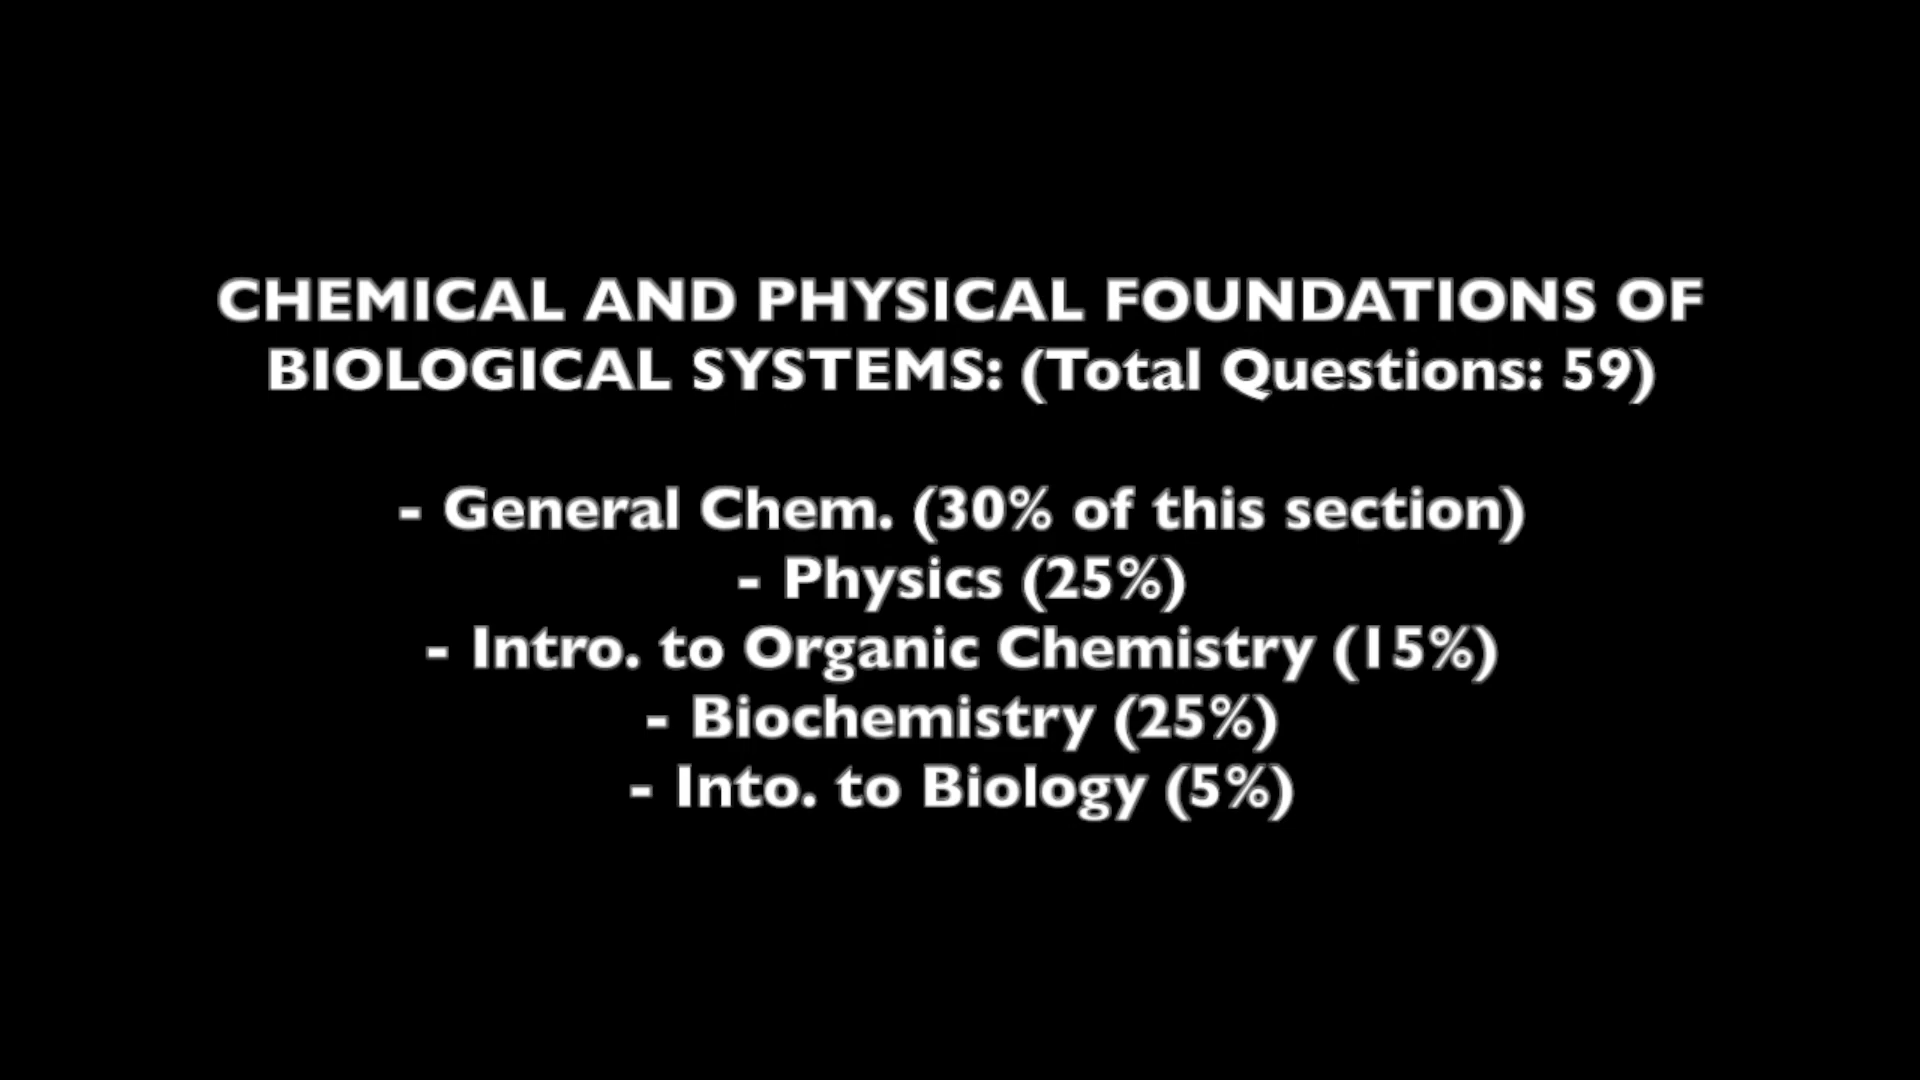 CHEMICAL AND PHYSICAL FOUNDATIONS OF
BIOLOGICAL SYSTEMS: (Total Questions: 59)
- General Chem. (30% of this section)
- Physics (25%)
- Intro. to Organic Chemistry (15%)
- Biochemistry (25%)
- Into. to Biology (5%)